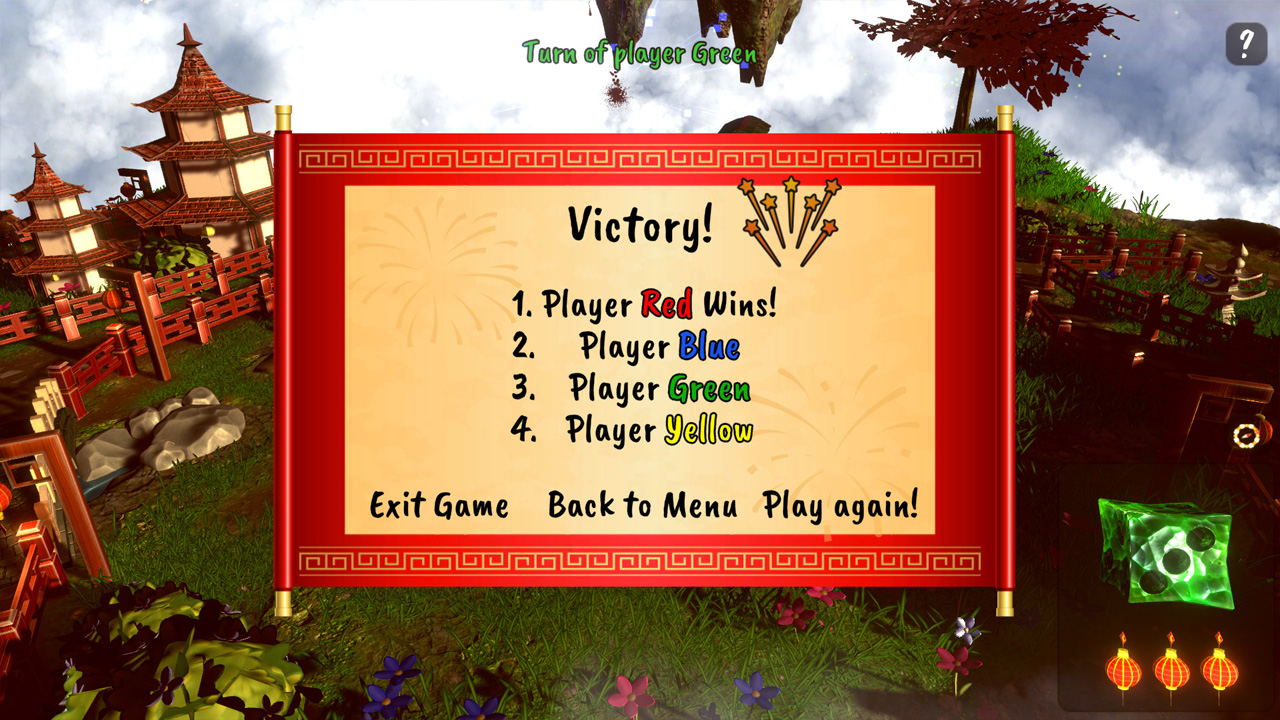 Turn of player Green
?
Victory!
1. Player Red Wins!
2. Player Blue
3. Player Green
4. Player Yellow
Exit Game Back to Menu Play again!